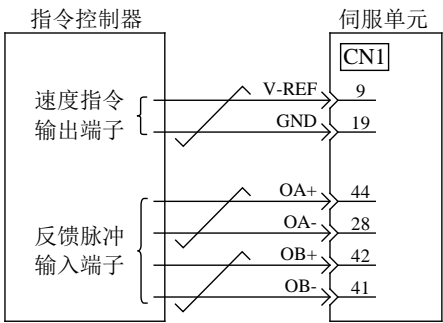 指令控制器
伺服单元
CN1
速度指令
输出端子
V-REF 9
GND 19
反馈脉冲
输入端子
OA+ 44
OA- 28
OB+ 42
OB- 41